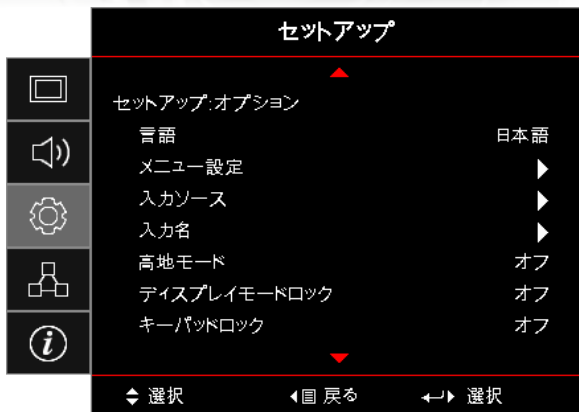 セットアップ
セットアップ:オプション
言語 日本語
メニュー設定
入力ソース
入力名
高地モード オフ
ディスプレイモードロック オフ
キーパッドロック オフ
選択 戻る 選択